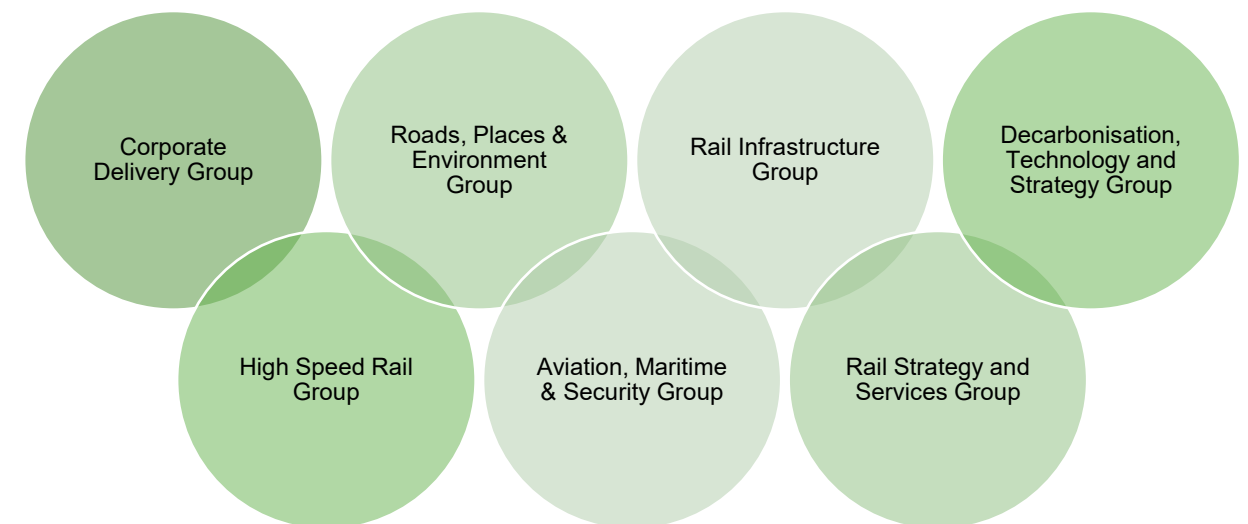 Corporate
Delivery Group
Roads, Places &
Environment
Group
Rail Infrastructure
Group
Decarbonisation,
Technology and
Strategy Group
High Speed Rail
Group
Aviation, Maritime
& Security Group
Rail Strategy and
Services Group